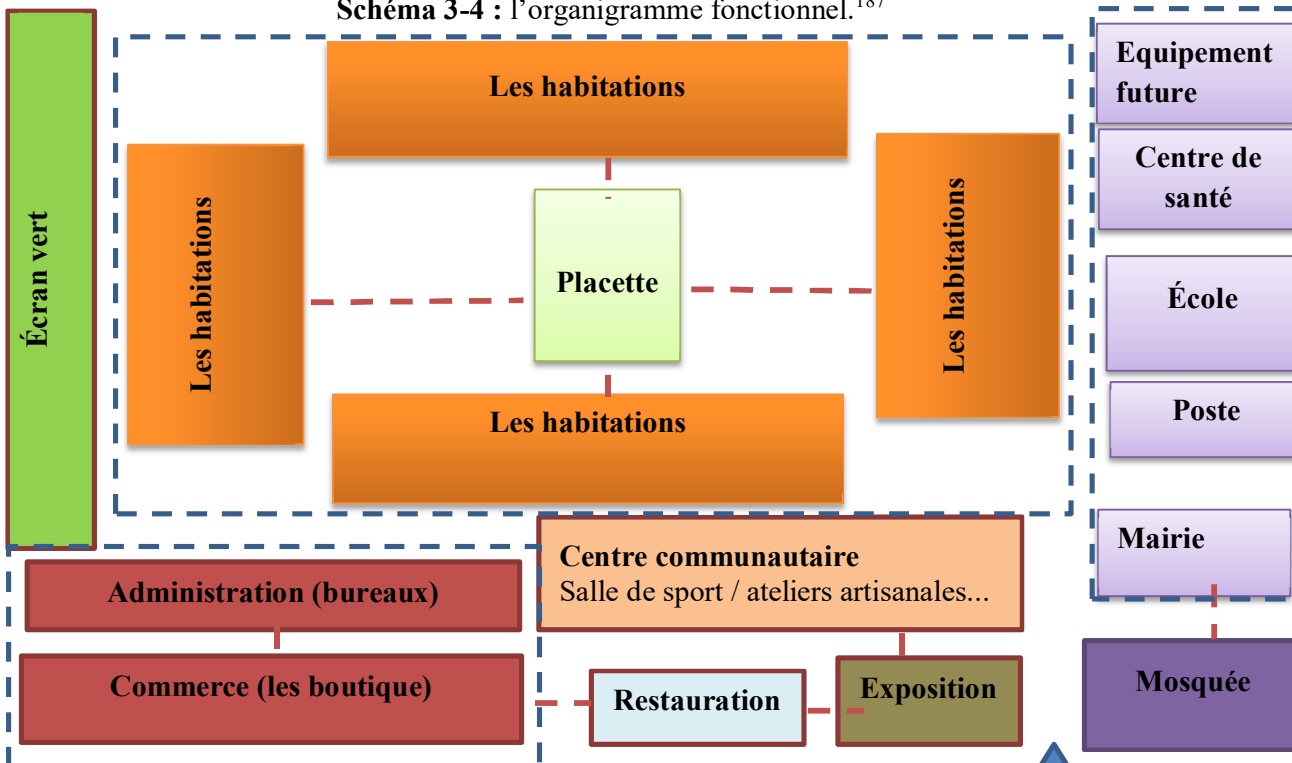 Schéma 3-4 : l'organigramme fonctionnel.187
Les habitations
Equipement
future
Centre de
santé
Écran vert
Les habitations
Placette
Les habitations
École
Les habitations
Poste
Centre communautaire
Salle de sport / ateliers artisanales...
Mairie
Administration (bureaux)
Commerce (les boutique)
Restauration
Exposition
Mosquée